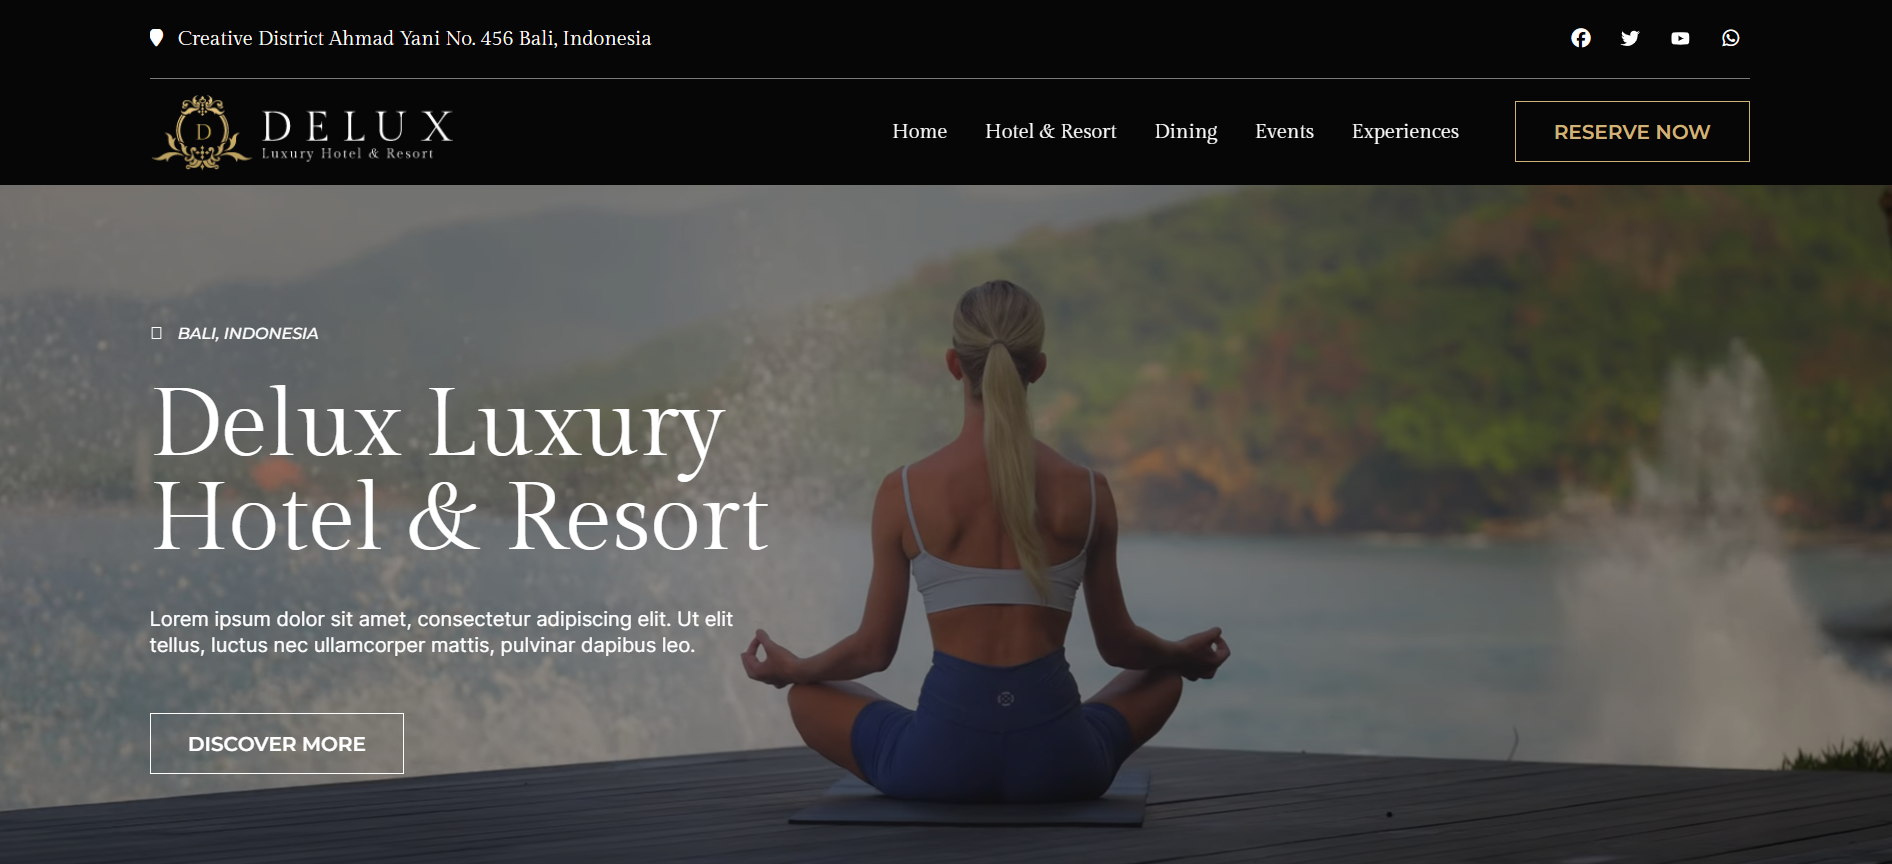 Creative District Ahmad Yani No. 456 Bali, Indonesia
D
DELUX
Luxury Hotel & Resort
Home Hotel & Resort Dining Events Experiences RESERVE NOW
BALI, INDONESIA
Delux Luxury
Hotel & Resort
Lorem ipsum dolor sit amet, consectetur adipiscing elit. Ut elit
tellus, luctus nec ullamcorper mattis, pulvinar dapibus leo.
DISCOVER MORE